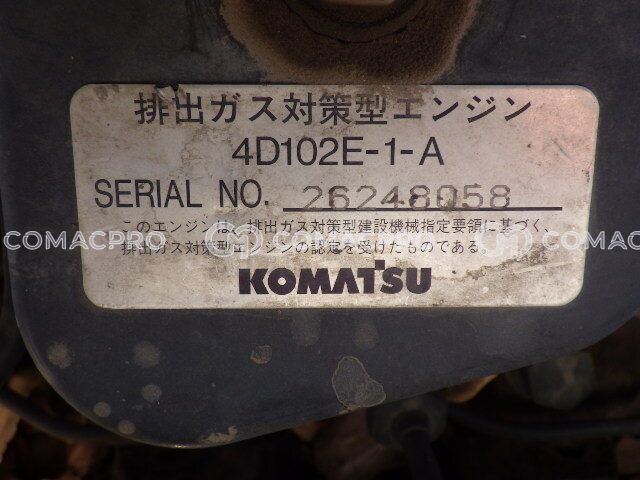 排出ガス対策型エンジン
4D102E-1-A
SERIAL NO. 26248058
このエンジンは、排出ガス対策型建設機械指定要領に基づく、
排出ガス対策型エンジンの認定を受けたものである。
COMACPRO COMACPRO COMACPRO
KOMATSU